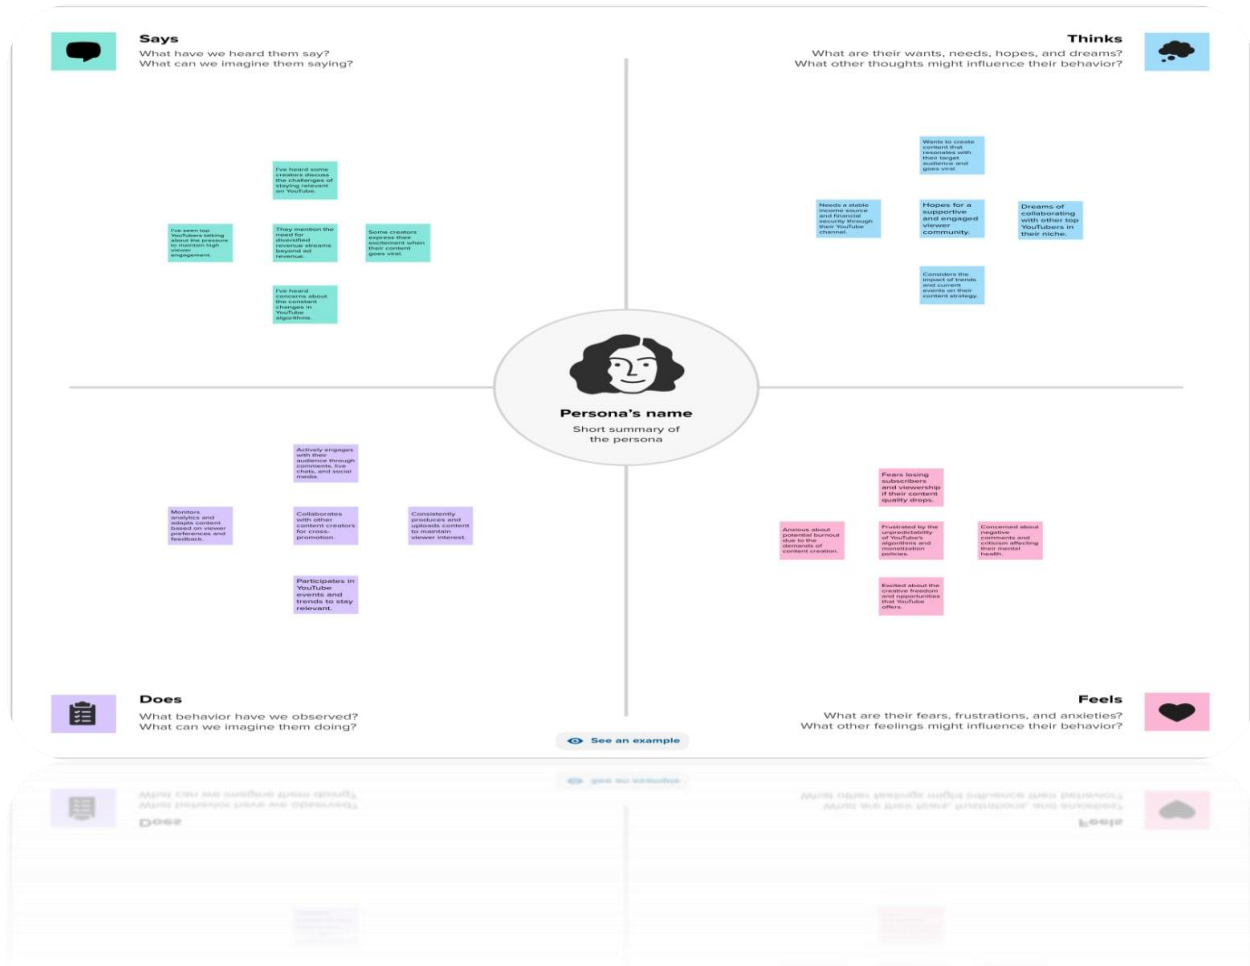 Says
What have we heard them say?
What can we imagine them saying?
Thinks
What are their wants, needs, hopes, and dreams?
What other thoughts might influence their behavior?
I've heard some
creators discuss
the challenges of
staying relevant
on YouTube.
I've seen top
YouTubers talking
about the pressure
to maintain high
viewer
engagement.
They mention the
need for
diversified
revenue streams
beyond ad
revenue.
Some creators
express their
excitement when
their content
goes viral.
I've heard
concerns about
the constant
changes in
YouTube
algorithms.
Wants to create
content that
resonates with
their target
audience and
goes viral.
Needs a stable
income source
and financial
security through
their YouTube
channel.
Hopes for a
supportive
and engaged
viewer
community.
Dreams of
collaborating
with other top
YouTubers in
their niche.
Considers the
impact of trends
and current
events on their
content strategy.
Persona's name
Short summary of
the persona
Actively engages
with their
audience through
comments, live
chats, and social
media.
Monitors
analytics and
adapts content
based on viewer
preferences and
feedback.
Collaborates
with other
content creators
for cross-
promotion.
Consistently
produces and
uploads content
to maintain
viewer interest.
Participates in
YouTube
events and
trends to stay
relevant.
Fears losing
subscribers
and viewership
if their content
quality drops.
Anxious about
potential burnout
due to the
demands of
content creation.
Frustrated by the
unpredictability
of YouTube's
algorithms and
monetization
policies.
Concerned about
negative
comments and
criticism affecting
their mental
health.
Excited about the
creative freedom
and opportunities
that YouTube
offers.
Does
What behavior have we observed?
What can we imagine them doing?
Feels
What are their fears, frustrations, and anxieties?
What other feelings might influence their behavior?
See an example